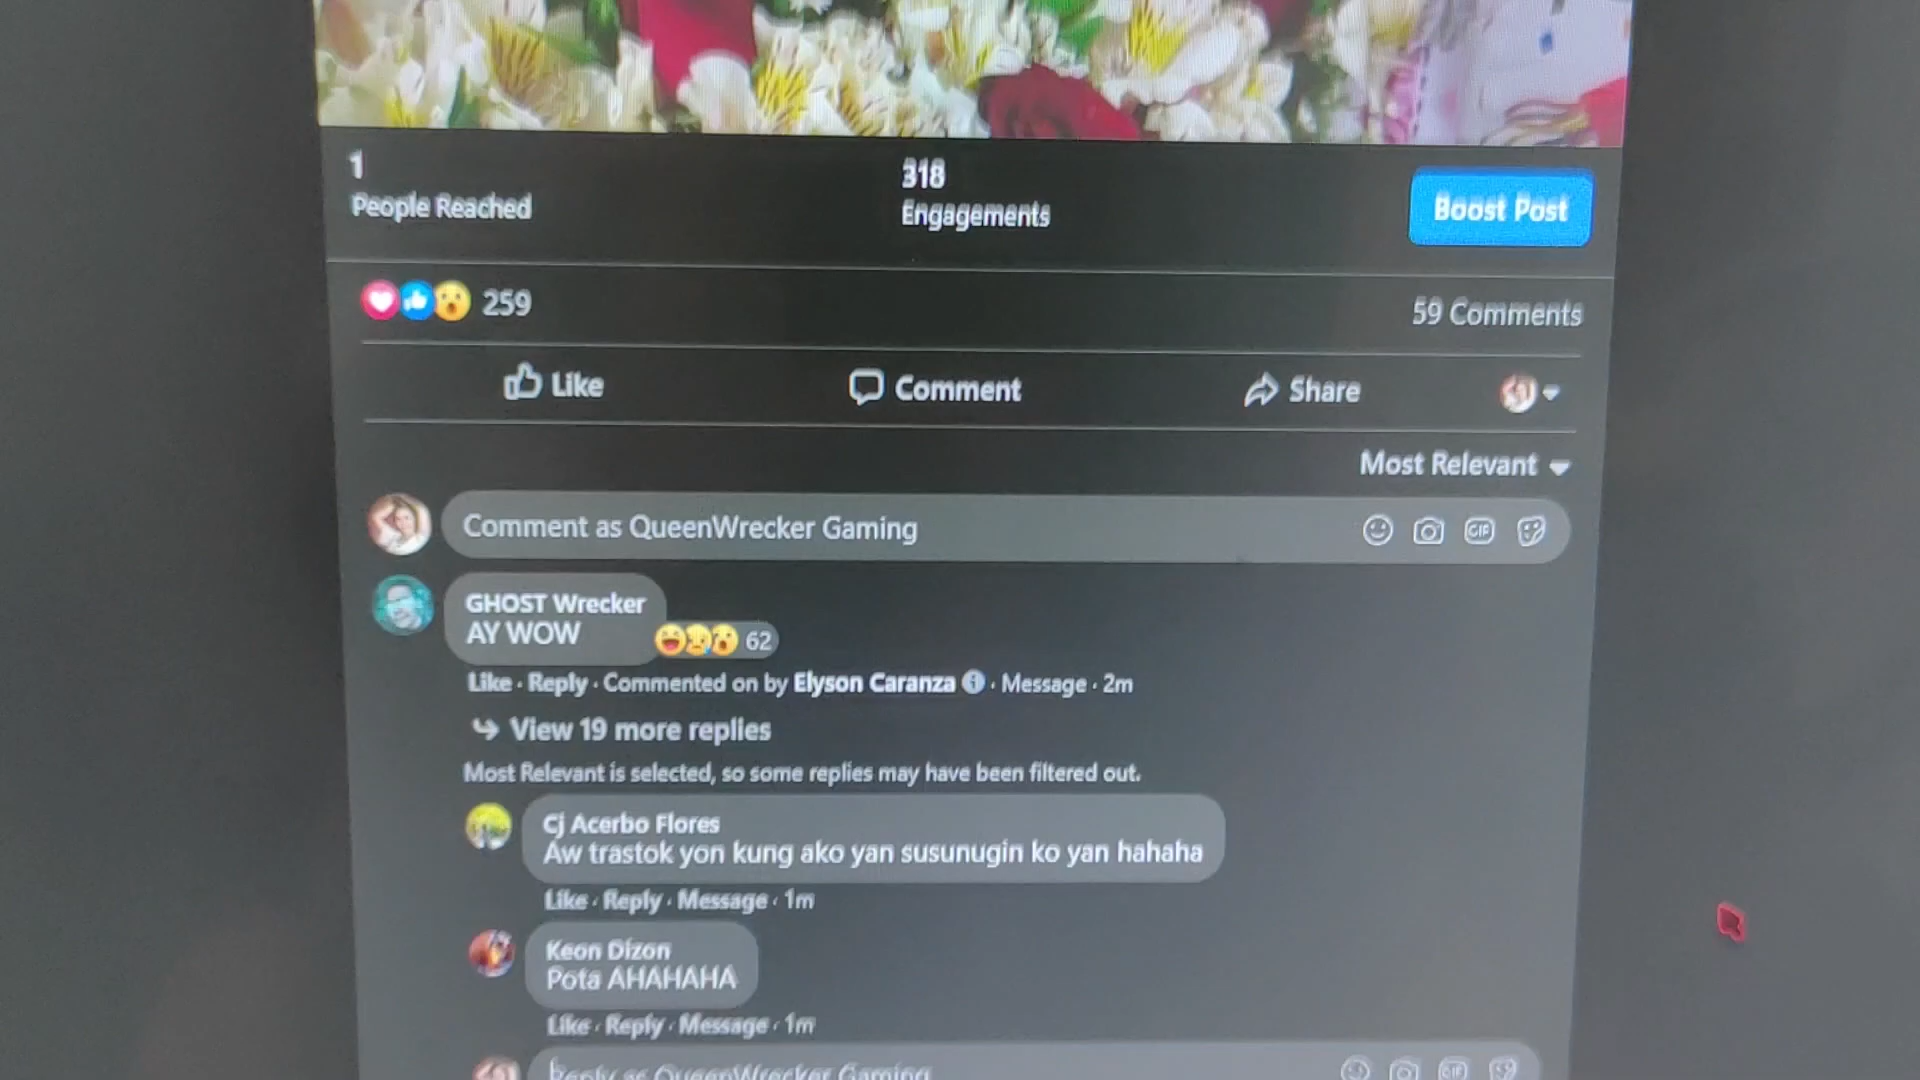 1
People Reached
318
Engagements
Boost Post
259
59 Comments
Like
Comment
Share
Most Relevant
Comment as QueenWrecker Gaming
GIF
GHOST Wrecker
AY WOW
62
Like · Reply · Commented on by Elyson Caranza · Message · 2m
View 19 more replies
Most Relevant is selected, so some replies may have been filtered out.
Cj Acerbo Flores
Aw trastok yon kung ako yan susunugin ko yan hahaha
Like · Reply · Message · 1m
Keon Dizon
Pota AHAHAHA
Like · Reply · Message · 1m
Reply as QueenWrecker Gaming
GIF